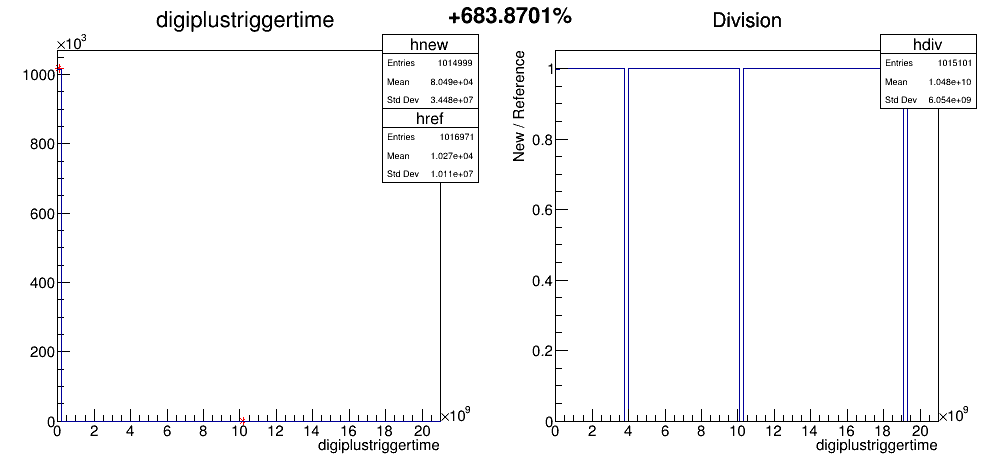 +683.8701%
digiplustriggertime
×10³
hnew
Entries 1014999
Mean 8.049e+04
Std Dev 3.448e+07
href
Entries 1016971
Mean 1.027e+04
Std Dev 1.011e+07
1000
800
600
400
200
0
0 2 4 6 8 10 12 14 16 18 20
×10⁹
digiplustriggertime
Division
hdiv
Entries 1015101
Mean 1.048e+10
Std Dev 6.054e+09
New / Reference
1
0.8
0.6
0.4
0.2
0
0 2 4 6 8 10 12 14 16 18 20
×10⁹
digiplustriggertime